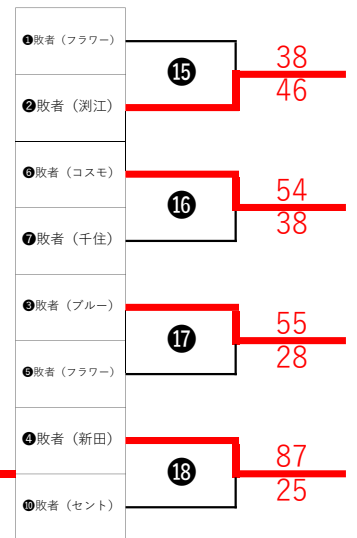 ❶敗者（フラワー）
38
⓯
46
❷敗者（渕江）
❻敗者（コスモ）
54
⓰
38
❼敗者（千住）
❸敗者（ブルー）
55
⓱
28
❺敗者（フラワー）
❹敗者（新田）
87
⓲
25
❿敗者（セント）